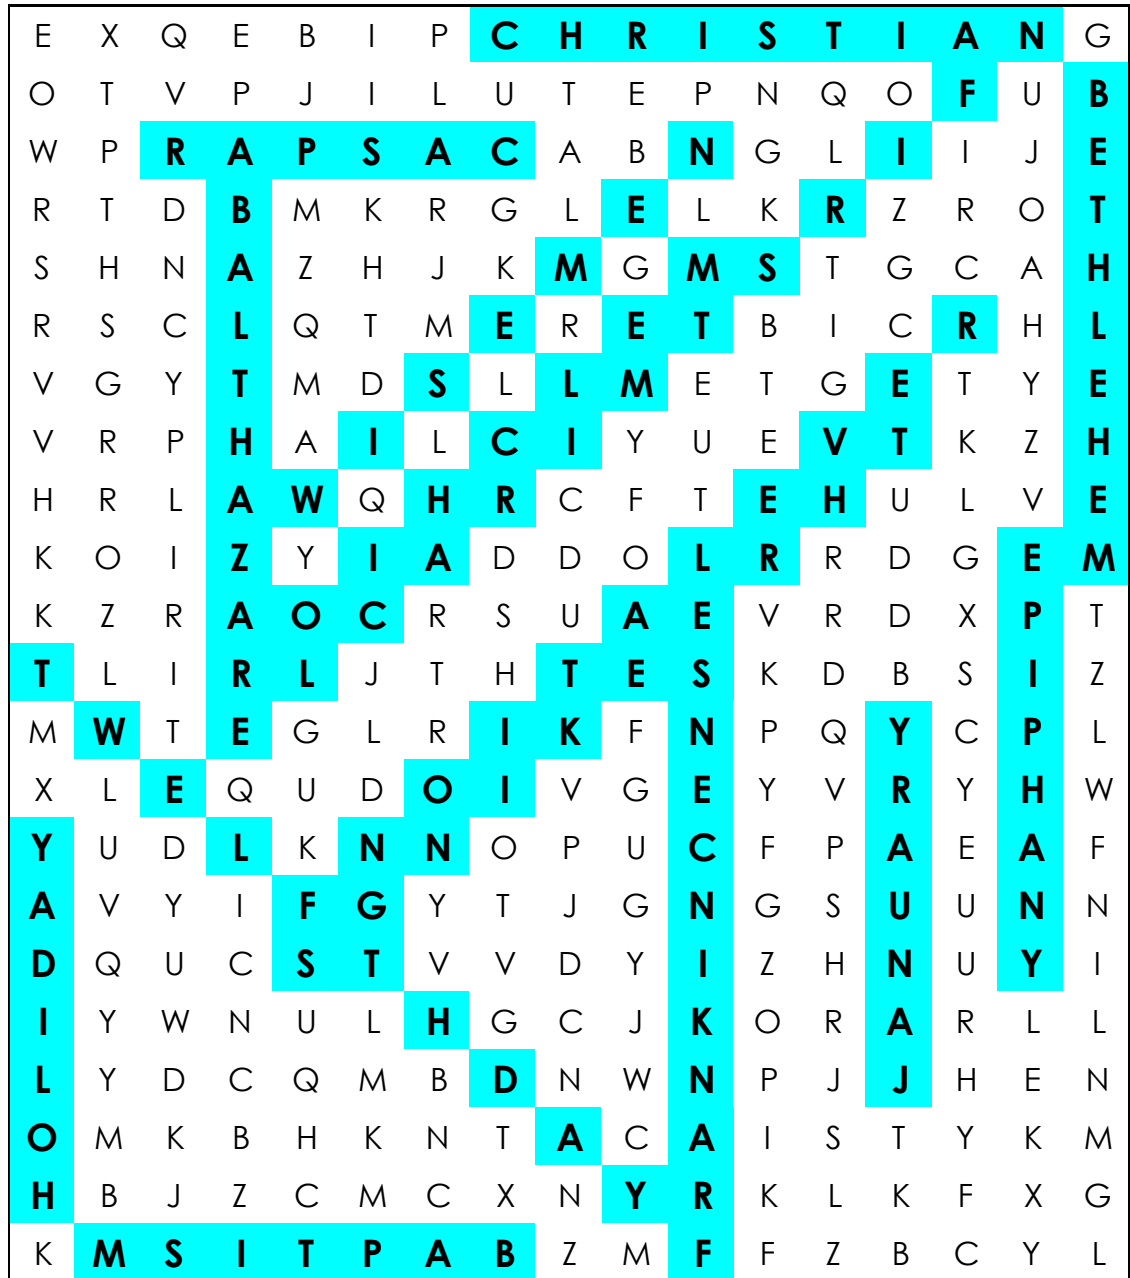 E X Q E B I P C H R I S T I A N G
O T V P J I L U T E P N Q O F U B
W P R A P S A C A B N G L I I J E
R T D B M K R G L E L K R Z R O T
S H N A Z H J K M G M S T G C A H
R S C L Q T M E R E T B I C R H L
V G Y T M D S L L M E T G E T Y E
V R P H A I L C I Y U E V T K Z H
H R L A W Q H R C F T E H U L V E
K O I Z Y I A D D O L R R D G E M
K Z R A O C R S U A E V R D X P T
T L I R L J T H T E S K D B S I Z
M W T E G L R I K F N P Q Y C P L
X L E Q U D O I V G E Y V R Y H W
Y U D L K N N O P U C F P A E A F
A V Y I F G Y T J G N G S U U N N
D Q U C S T V V D Y I Z H N U Y I
I Y W N U L H G C J K O R A R L L
L Y D C Q M B D N W N P J J H E N
O M K B H K N T A C A I S T Y K M
H B J Z C M C X N Y R K L K F X G
K M S I T P A B Z M F F Z B C Y L